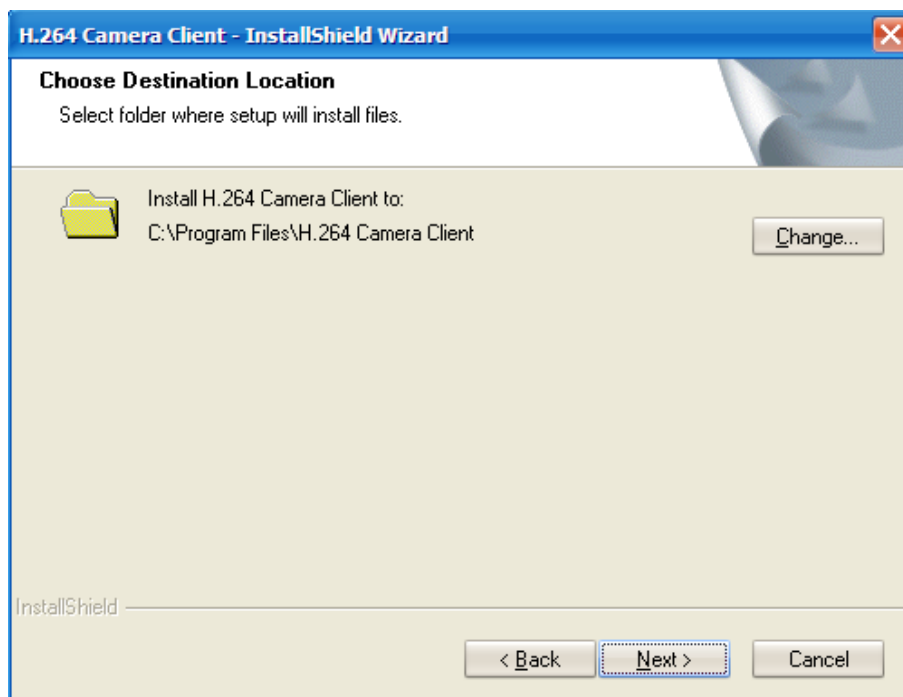 H.264 Camera Client - InstallShield Wizard
Choose Destination Location
Select folder where setup will install files.
Install H.264 Camera Client to:
C:\Program Files\H.264 Camera Client
Change...
InstallShield
< Back
Next >
Cancel